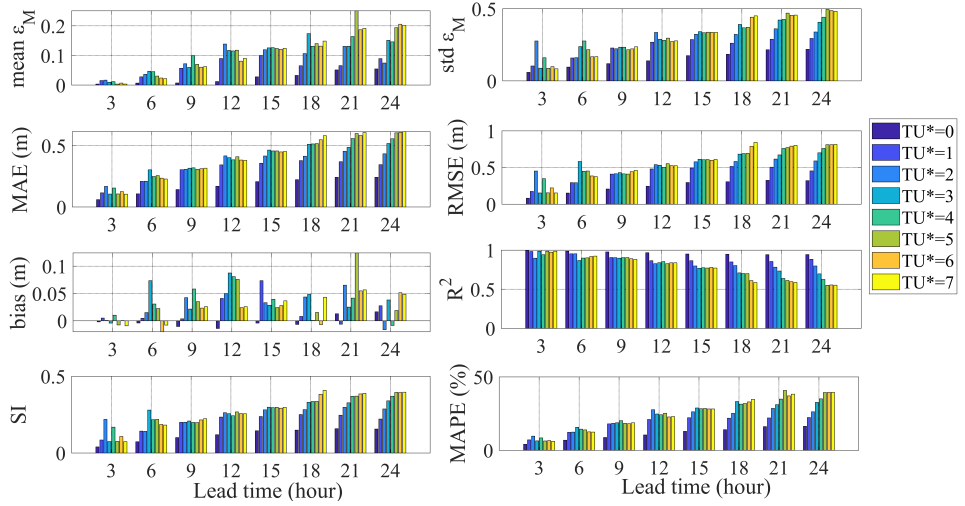 mean ε_M
0.2
0.1
0
3 6 9 12 15 18 21 24
std ε_M
0.5
0
3 6 9 12 15 18 21 24
MAE (m)
0.5
0
3 6 9 12 15 18 21 24
RMSE (m)
1
0.5
0
3 6 9 12 15 18 21 24
bias (m)
0.1
0.05
0
3 6 9 12 15 18 21 24
R²
1
0.5
0
3 6 9 12 15 18 21 24
SI
0.5
0
3 6 9 12 15 18 21 24
Lead time (hour)
MAPE (%)
50
0
3 6 9 12 15 18 21 24
Lead time (hour)
TU*=0
TU*=1
TU*=2
TU*=3
TU*=4
TU*=5
TU*=6
TU*=7